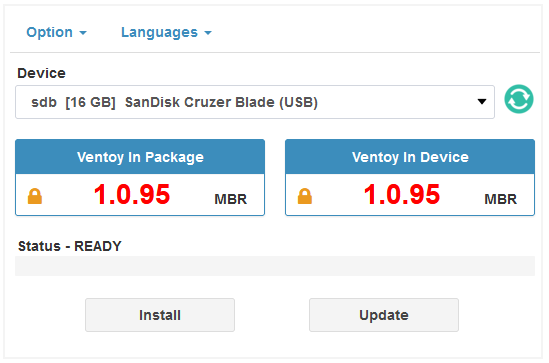 Option Languages
Device
sdb [16 GB] SanDisk Cruzer Blade (USB)
Ventoy In Package Ventoy In Device
1.0.95 MBR 1.0.95 MBR
Status - READY
Install Update